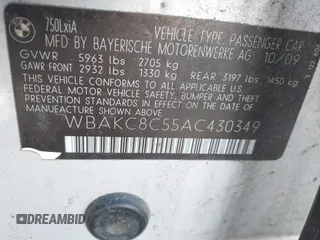 750LxiA
VEHICLE TYPE PASSENGER CAR
MFD BY BAYERISCHE MOTORENWERKE AG 10/09
GVWR 5963 lbs 2705 kg
GAWR FRONT 2932 lbs 1330 kg REAR 3197 lbs 1450 kg
THIS VEHICLE CONFORMS TO ALL APPLICABLE
FEDERAL MOTOR VEHICLE SAFETY, BUMPER, AND
THEFT PREVENTION STANDARDS IN EFFECT
ON THE DATE OF MANUFACTURE SHOWN ABOVE
WBAKC8C55AC430349
DREAMBID